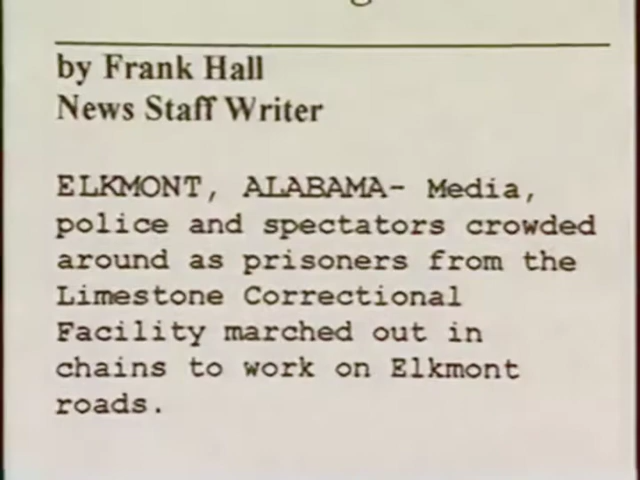 by Frank Hall
News Staff Writer
ELKMONT, ALABAMA- Media,
police and spectators crowded
around as prisoners from the
Limestone Correctional
Facility marched out in
chains to work on Elkmont
roads.